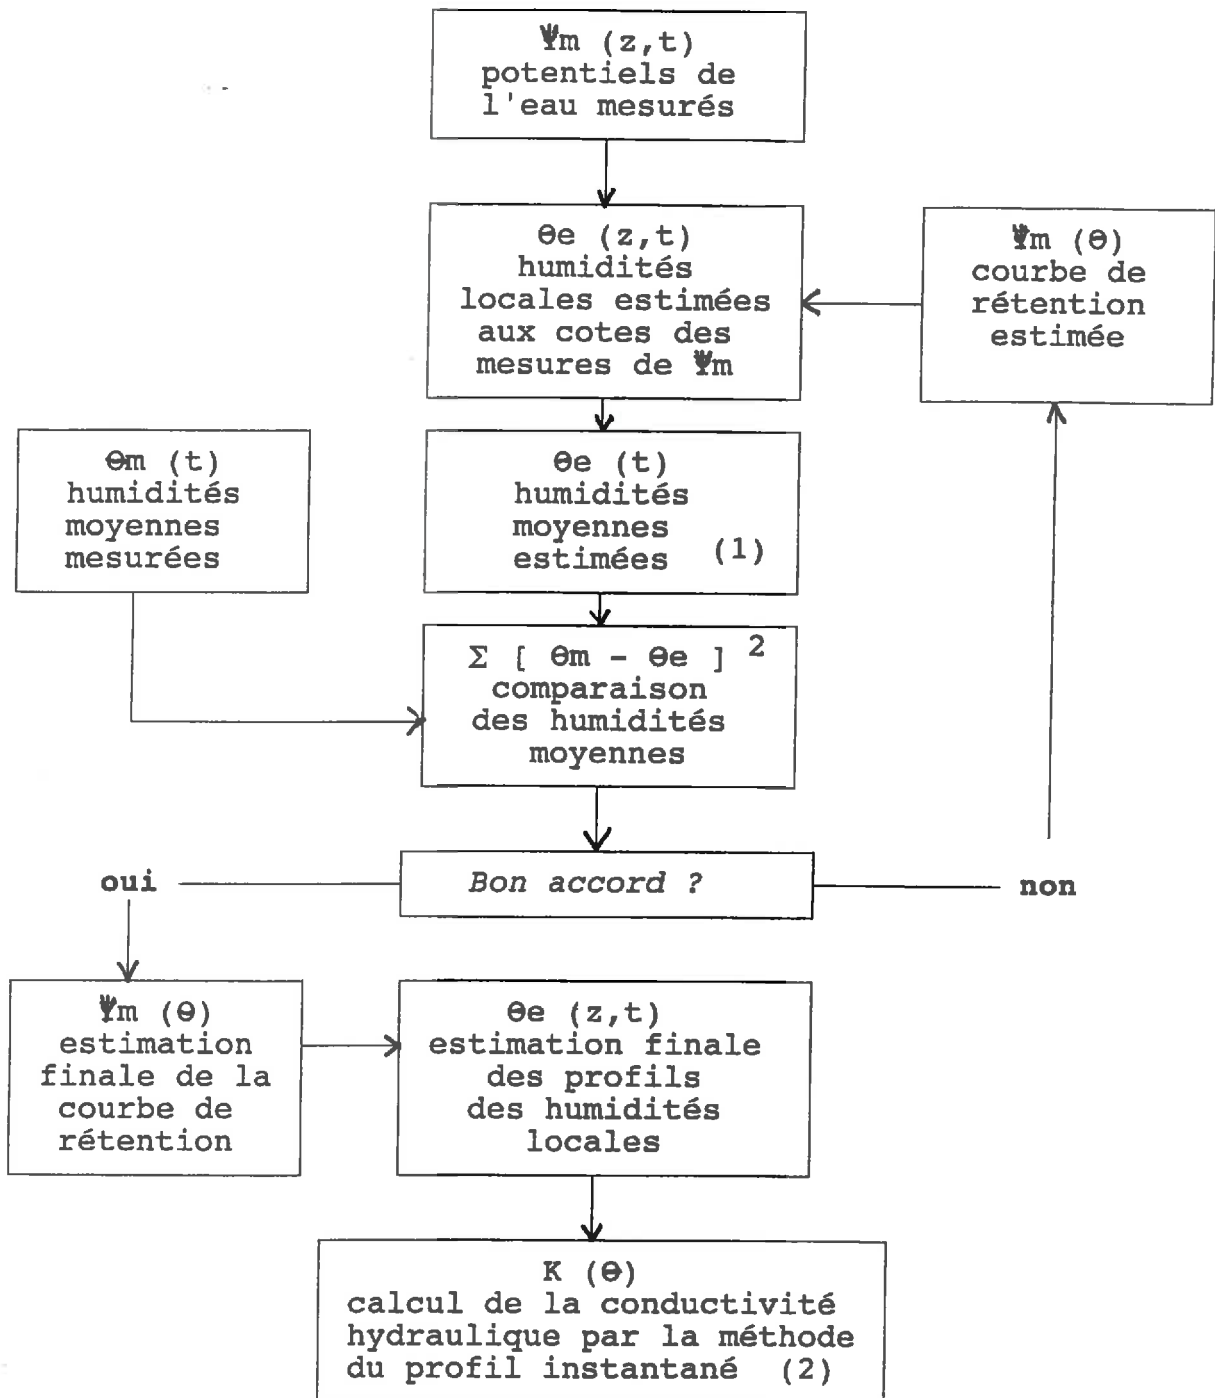 Ψm (z,t)
potentiels de
l'eau mesurés
θe (z,t)
humidités
locales estimées
aux cotes des
mesures de Ψm
Ψm (θ)
courbe de
rétention
estimée
θm (t)
humidités
moyennes
mesurées
θe (t)
humidités
moyennes
estimées (1)
Σ [ θm - θe ] 2
comparaison
des humidités
moyennes
oui
Bon accord ?
non
Ψm (θ)
estimation
finale de la
courbe de
rétention
θe (z,t)
estimation finale
des profils
des humidités
locales
K (θ)
calcul de la conductivité
hydraulique par la méthode
du profil instantané (2)